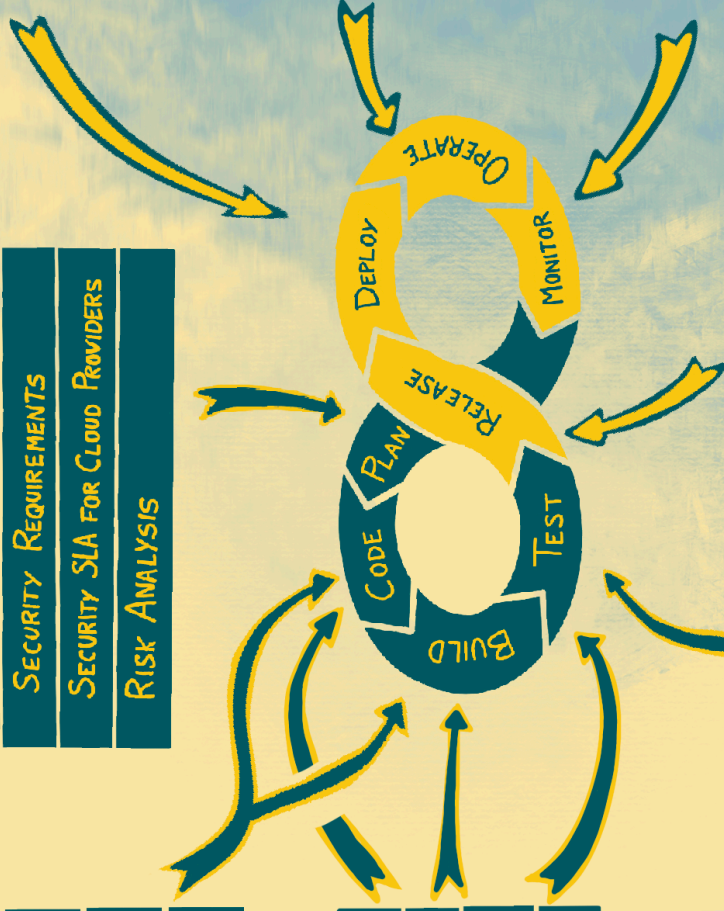 SECURITY REQUIREMENTS
SECURITY SLA FOR CLOUD PROVIDERS
RISK ANALYSIS
PLAN
CODE
BUILD
TEST
RELEASE
DEPLOY
OPERATE
MONITOR